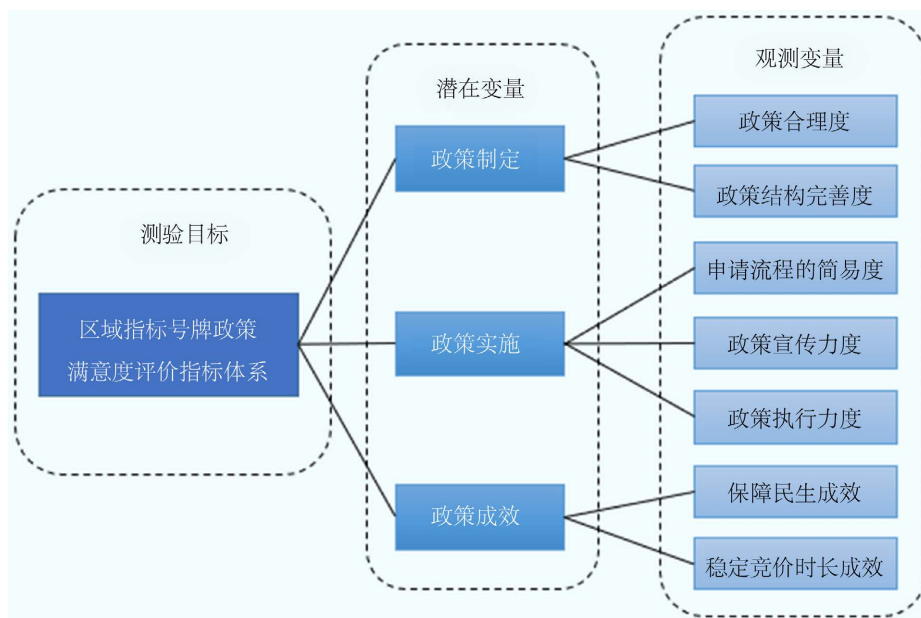 测验目标
区域指标号牌政策
满意度评价指标体系
潜在变量
政策制定
政策实施
政策成效
观测变量
政策合理度
政策结构完善度
申请流程的简易度
政策宣传力度
政策执行力度
保障民生成效
稳定竞价时长成效